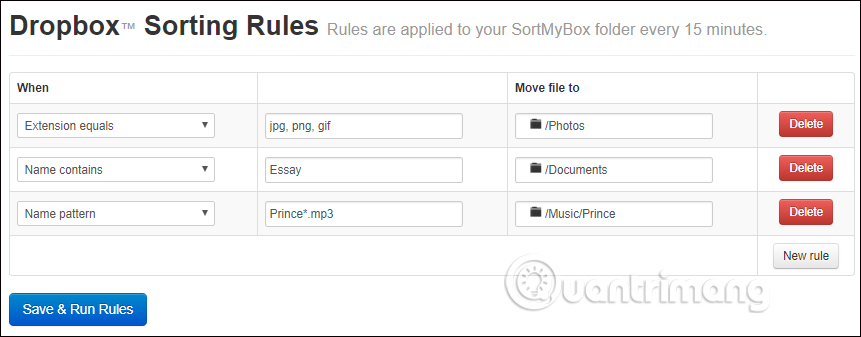 Dropbox™ Sorting Rules Rules are applied to your SortMyBox folder every 15 minutes.
When Move file to
Extension equals jpg, png, gif /Photos Delete
Name contains Essay /Documents Delete
Name pattern Prince*.mp3 /Music/Prince Delete
New rule
Quantrimang
Save & Run Rules